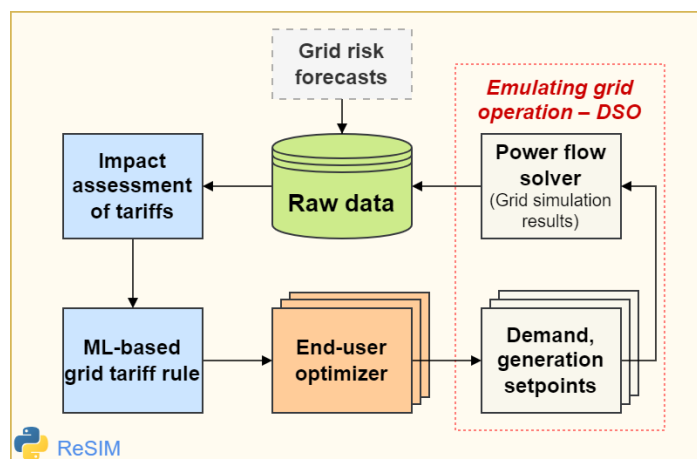 Grid risk
forecasts
Emulating grid
operation – DSO
Impact
assessment
of tariffs
Raw data
Power flow
solver
(Grid simulation
results)
ML-based
grid tariff rule
End-user
optimizer
Demand,
generation
setpoints
ReSIM